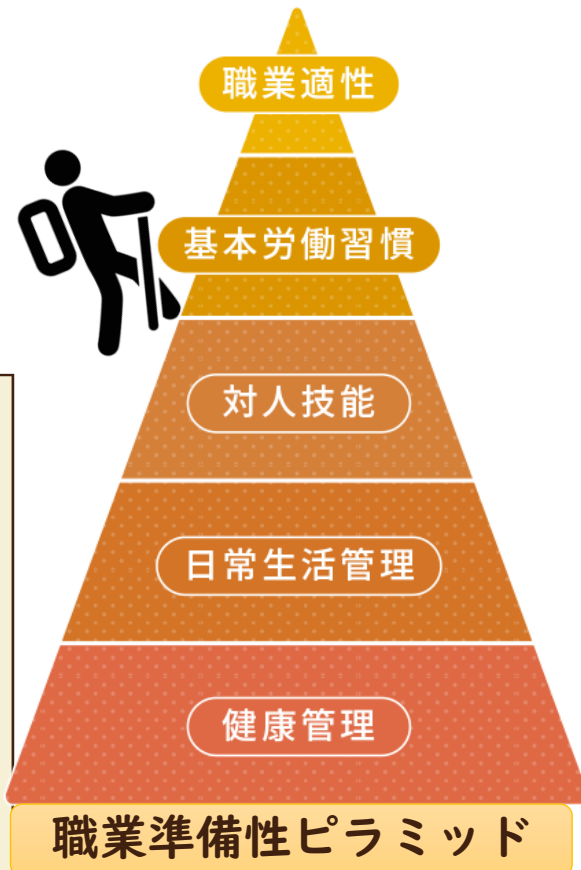 職業適性
基本労働習慣
対人技能
日常生活管理
健康管理
職業準備性ピラミッド